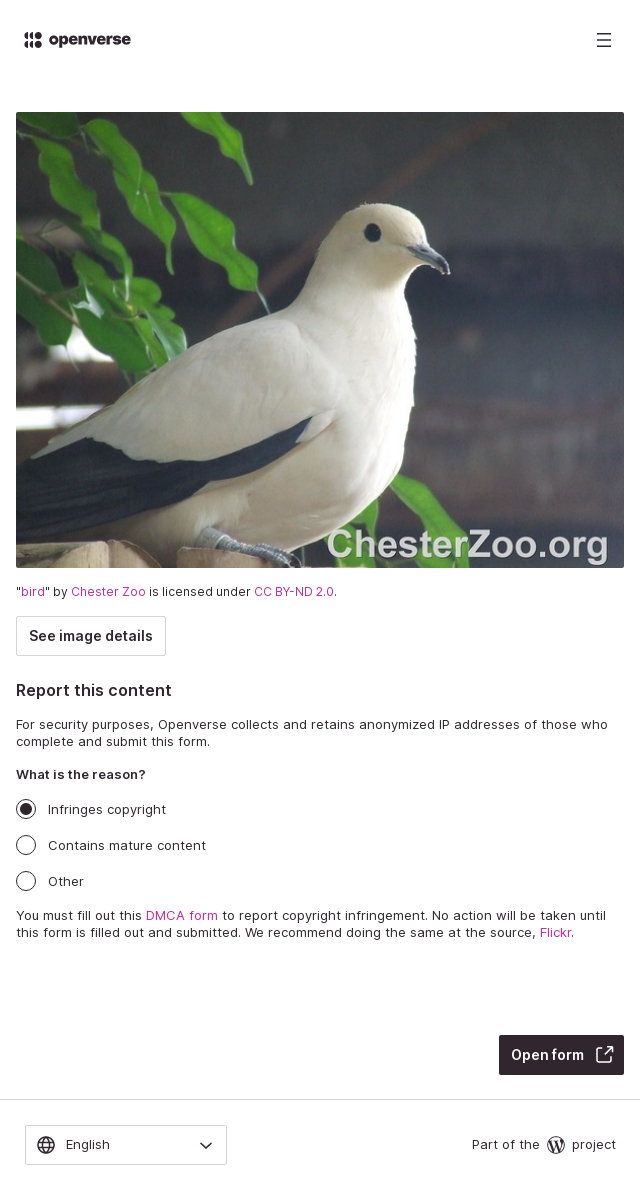 openverse
ChesterZoo.org
"bird" by Chester Zoo is licensed under CC BY-ND 2.0.
See image details
Report this content
For security purposes, Openverse collects and retains anonymized IP addresses of those who
complete and submit this form.
What is the reason?
Infringes copyright
Contains mature content
Other
You must fill out this DMCA form to report copyright infringement. No action will be taken until
this form is filled out and submitted. We recommend doing the same at the source, Flickr.
Open form
English
Part of the project